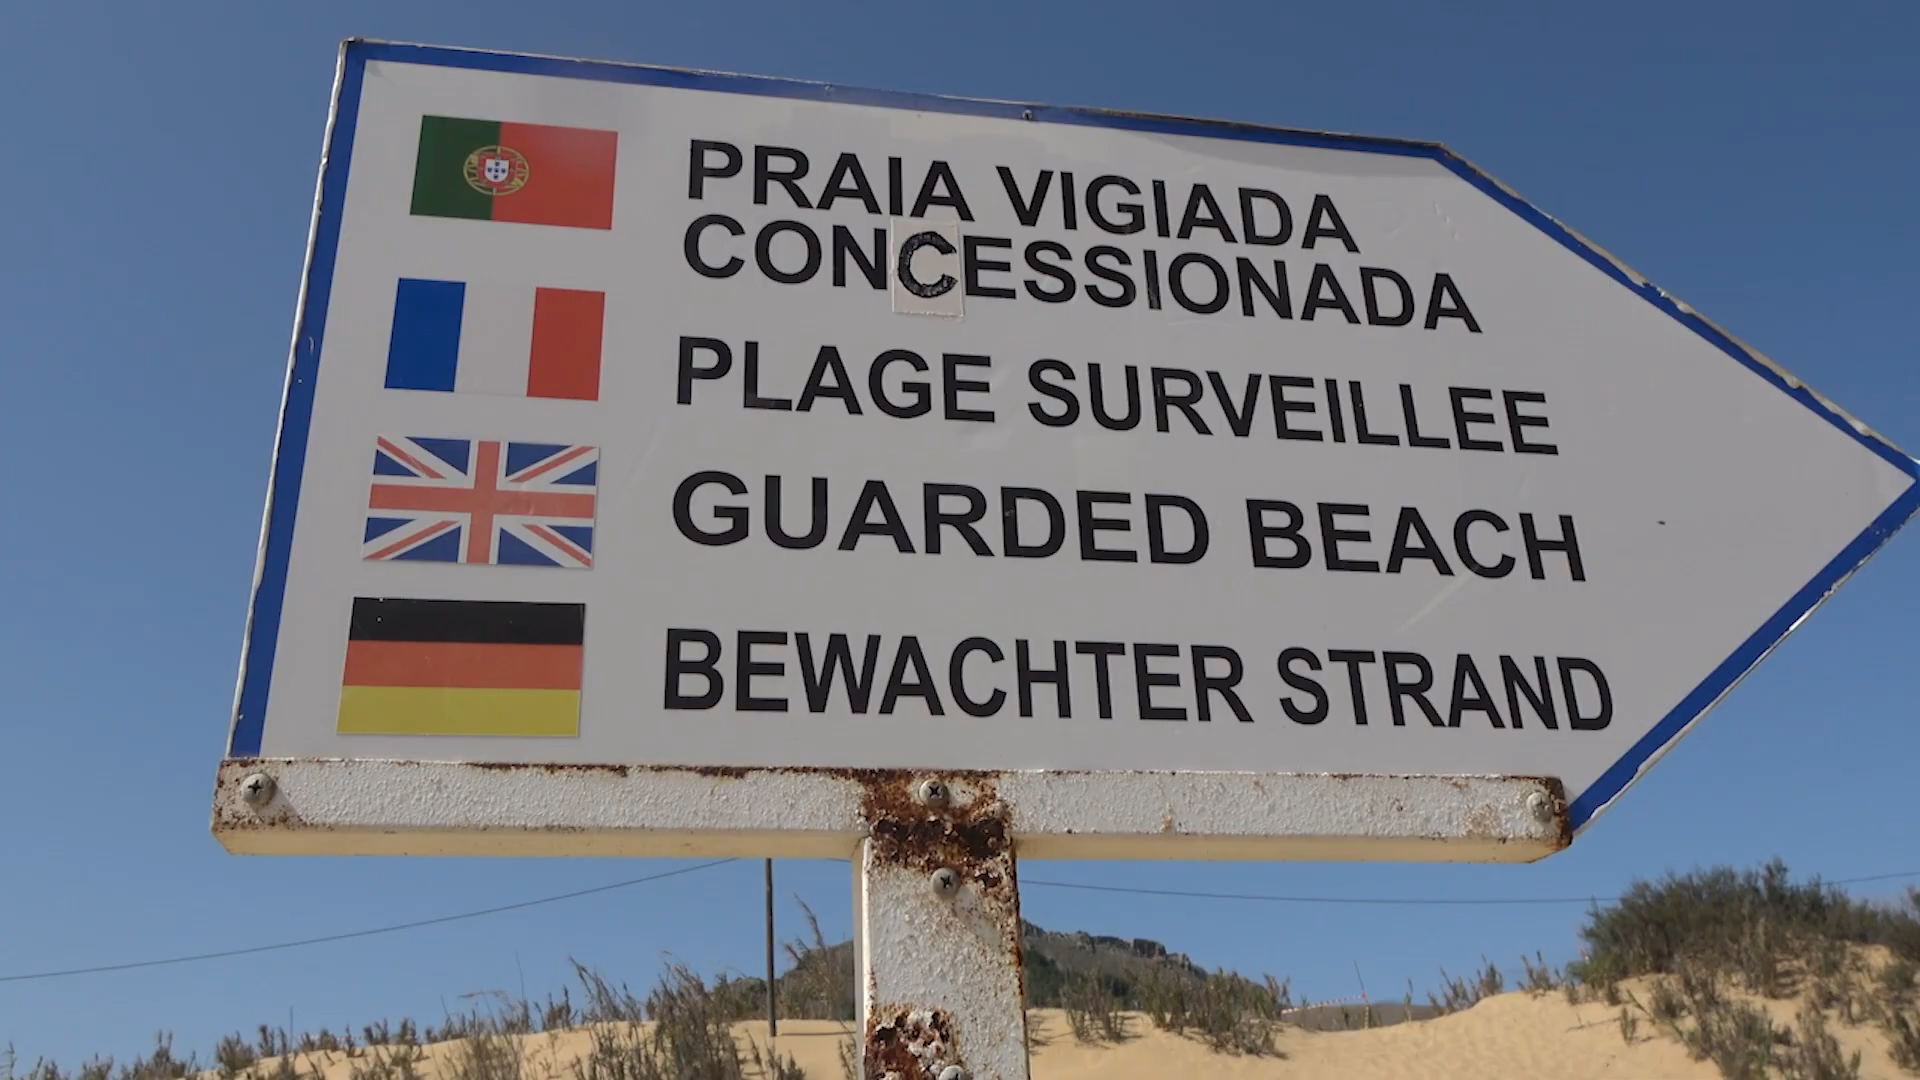 PRAIA VIGIADA
CONCESSIONADA
PLAGE SURVEILLEE
GUARDED BEACH
BEWACHTER STRAND